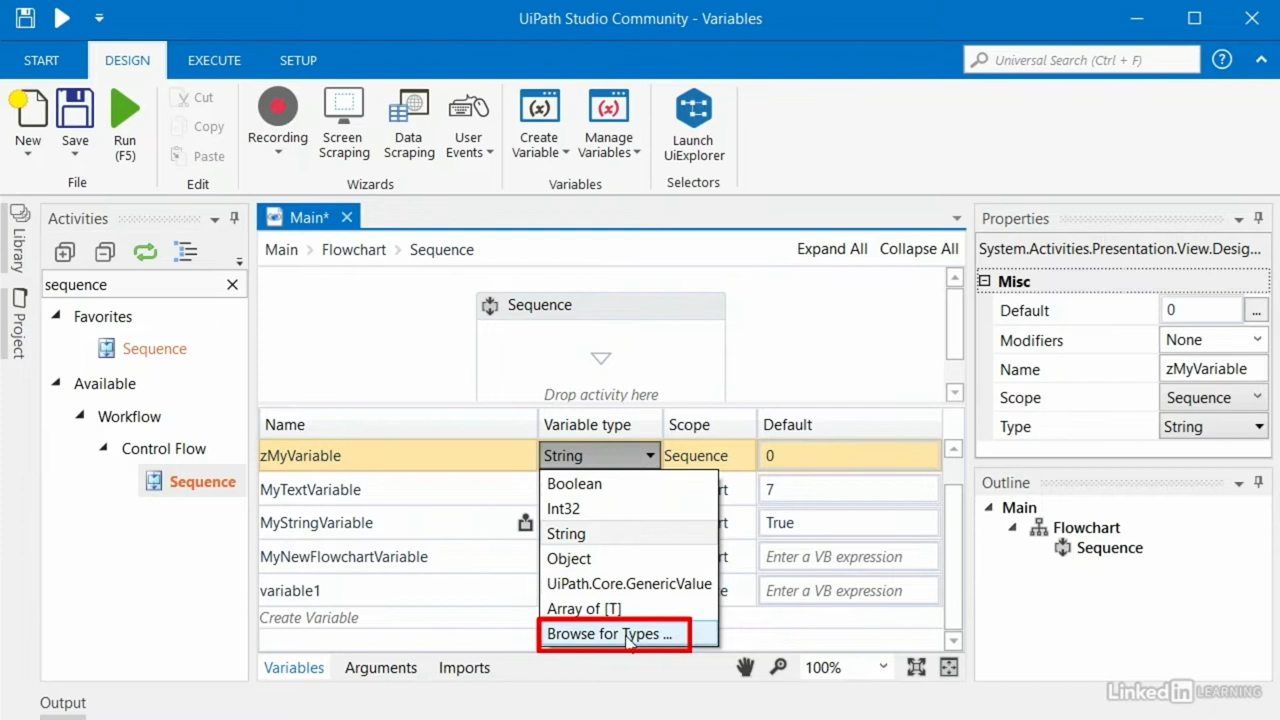 UiPath Studio Community - Variables
START DESIGN EXECUTE SETUP
Universal Search (Ctrl + F)
New
Save
Run
(F5)
File
Cut
Copy
Paste
Edit
Recording
Screen
Scraping
Data
Scraping
User
Events
Wizards
Create
Variable
Manage
Variables
Variables
Launch
UiExplorer
Selectors
Library
Project
Activities
sequence
Favorites
Sequence
Available
Workflow
Control Flow
Sequence
Main*
Main > Flowchart > Sequence
Expand All Collapse All
Sequence
Drop activity here
Name Variable type Scope Default
zMyVariable String Sequence 0
MyTextVariable rt 7
MyStringVariable rt True
MyNewFlowchartVariable rt Enter a VB expression
variable1 e Enter a VB expression
Create Variable
Boolean
Int32
String
Object
UiPath.Core.GenericValue
Array of [T]
Browse for Types ...
Variables Arguments Imports
100%
Properties
System.Activities.Presentation.View.Desig...
Misc
Default 0 ...
Modifiers None
Name zMyVariable
Scope Sequence
Type String
Outline
Main
Flowchart
Sequence
Output
Linked in LEARNING